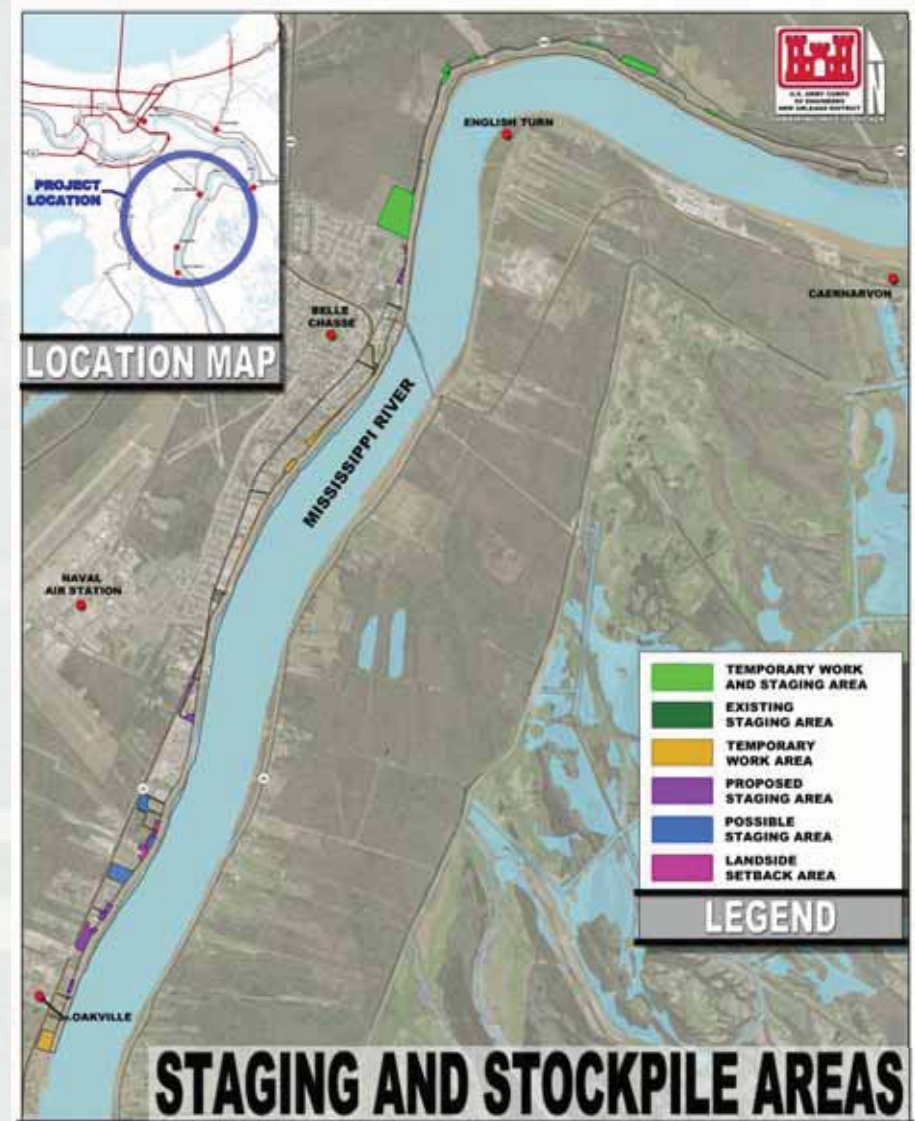 PROJECT
LOCATION
LOCATION MAP
U.S. ARMY CORPS
OF ENGINEERS
NEW ORLEANS DISTRICT
N
ENGLISH TURN
CAERNARVON
BELLE
CHASSE
MISSISSIPPI RIVER
NAVAL
AIR STATION
TEMPORARY WORK
AND STAGING AREA
EXISTING
STAGING AREA
TEMPORARY
WORK AREA
PROPOSED
STAGING AREA
POSSIBLE
STAGING AREA
LANDSIDE
SETBACK AREA
LEGEND
OAKVILLE
STAGING AND STOCKPILE AREAS